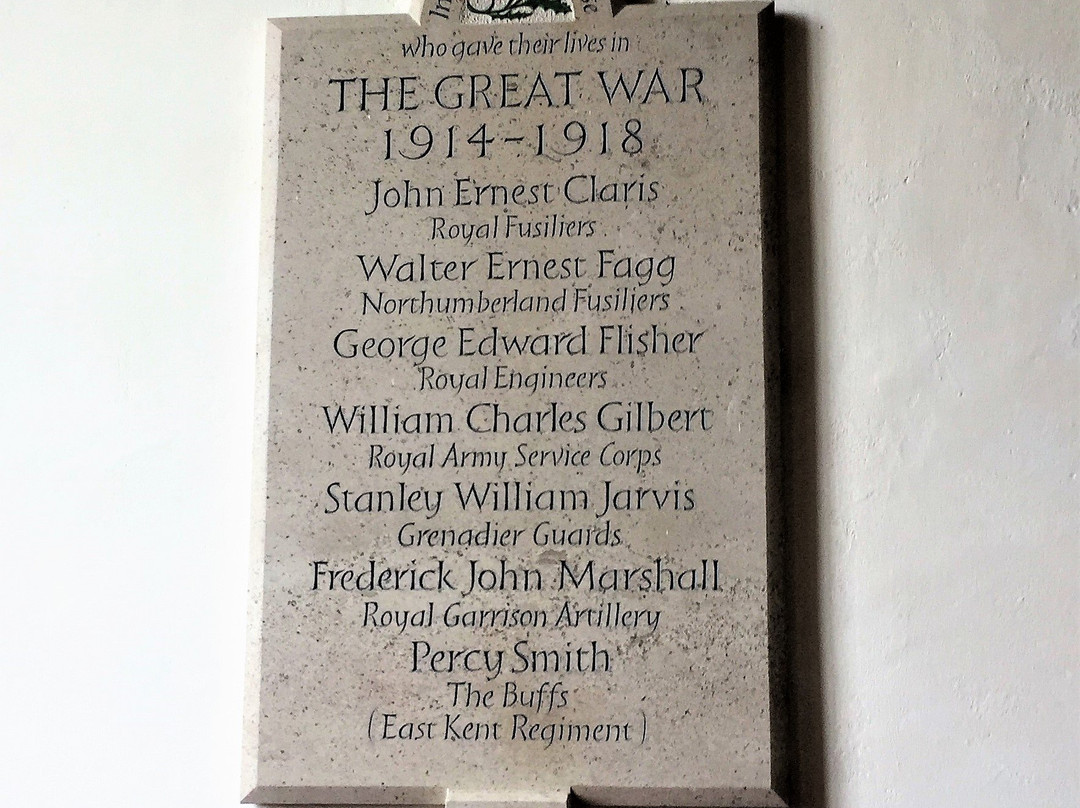 In
se
who gave their lives in
THE GREAT WAR
1914-1918
John Ernest Claris
Royal Fusiliers
Walter Ernest Fagg
Northumberland Fusiliers
George Edward Flisher
Royal Engineers
William Charles Gilbert
Royal Army Service Corps
Stanley William Jarvis
Grenadier Guards
Frederick John Marshall
Royal Garrison Artillery
Percy Smith
The Buffs
(East Kent Regiment)